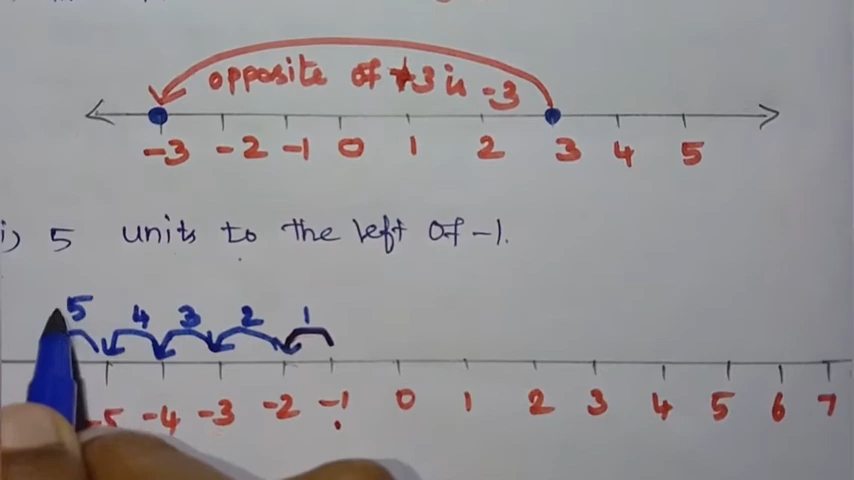 opposite of +3 is -3
-3 -2 -1 0 1 2 3 4 5
i) 5 units to the left of -1.
5 4 3 2 1
-5 -4 -3 -2 -1 0 1 2 3 4 5 6 7